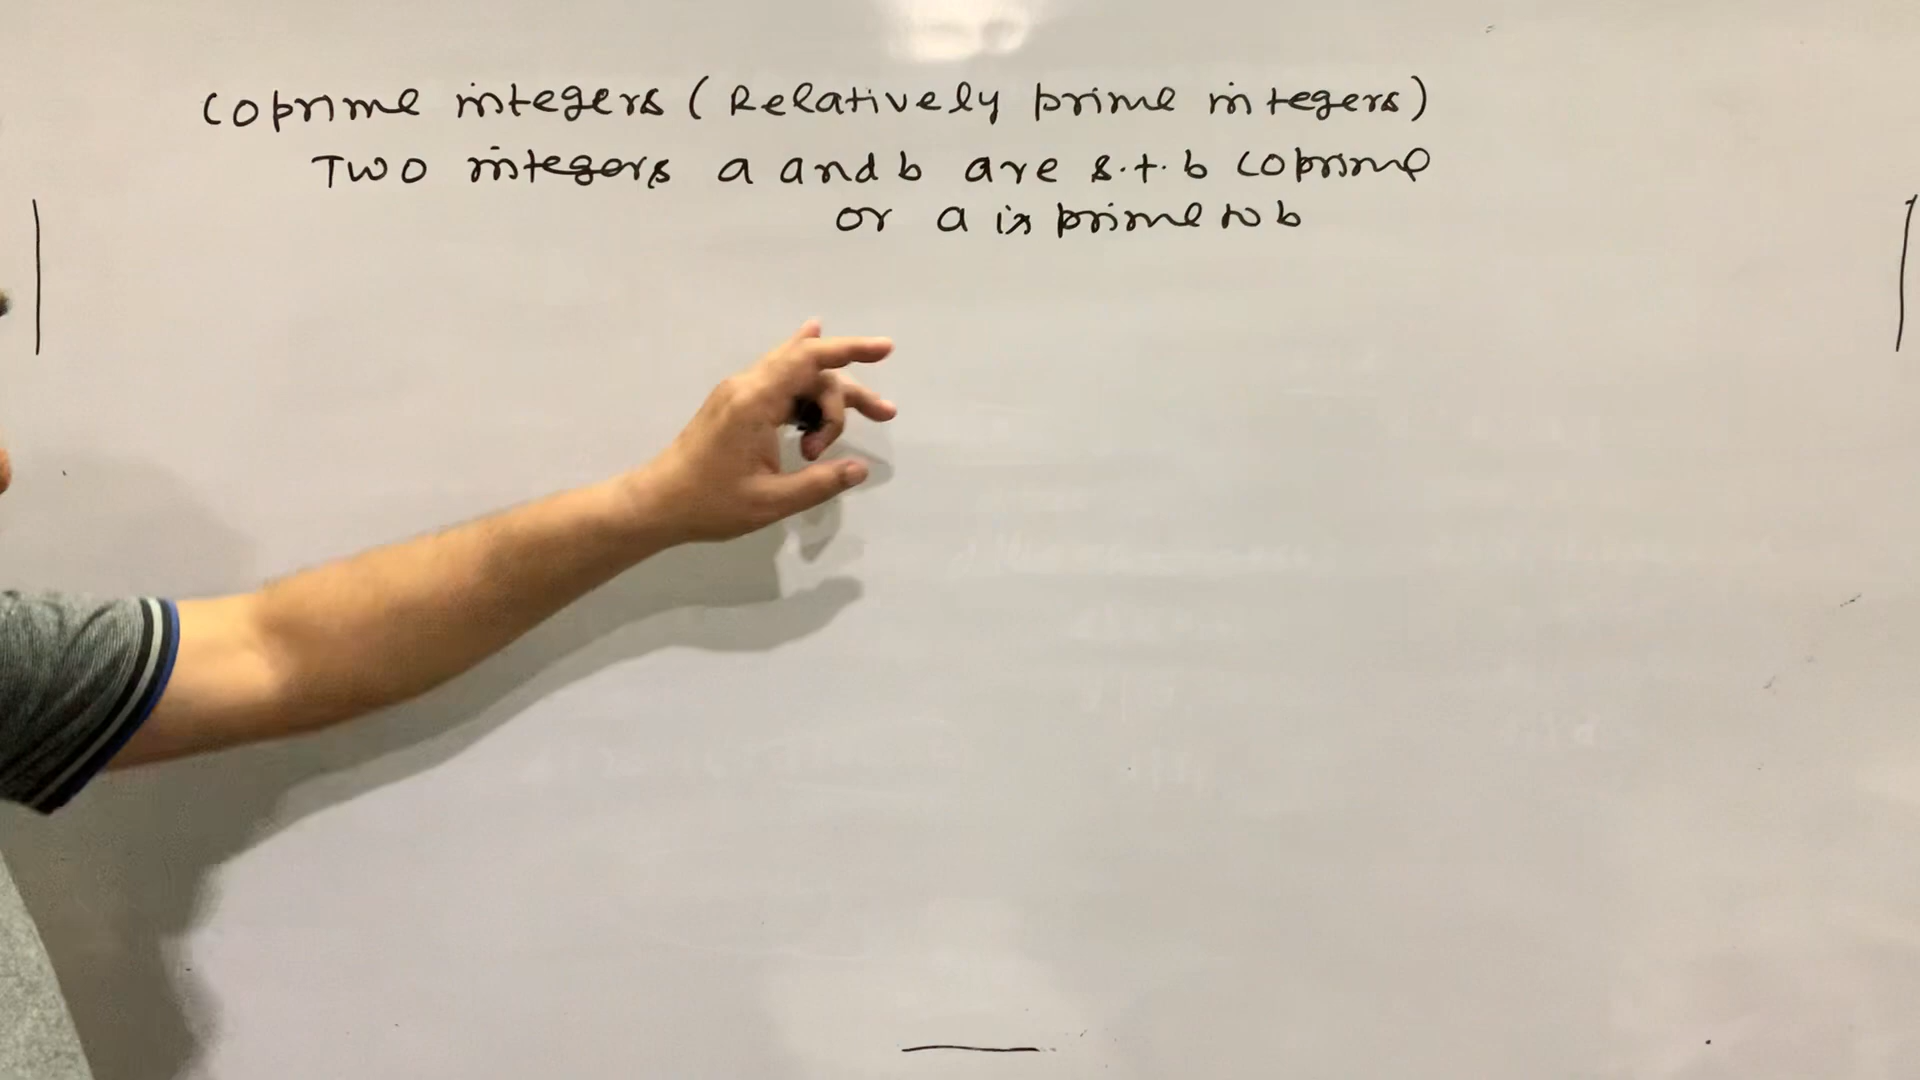 Coprime integers (Relatively prime integers)
Two integers a and b are s.t.b coprime
or a is prime to b